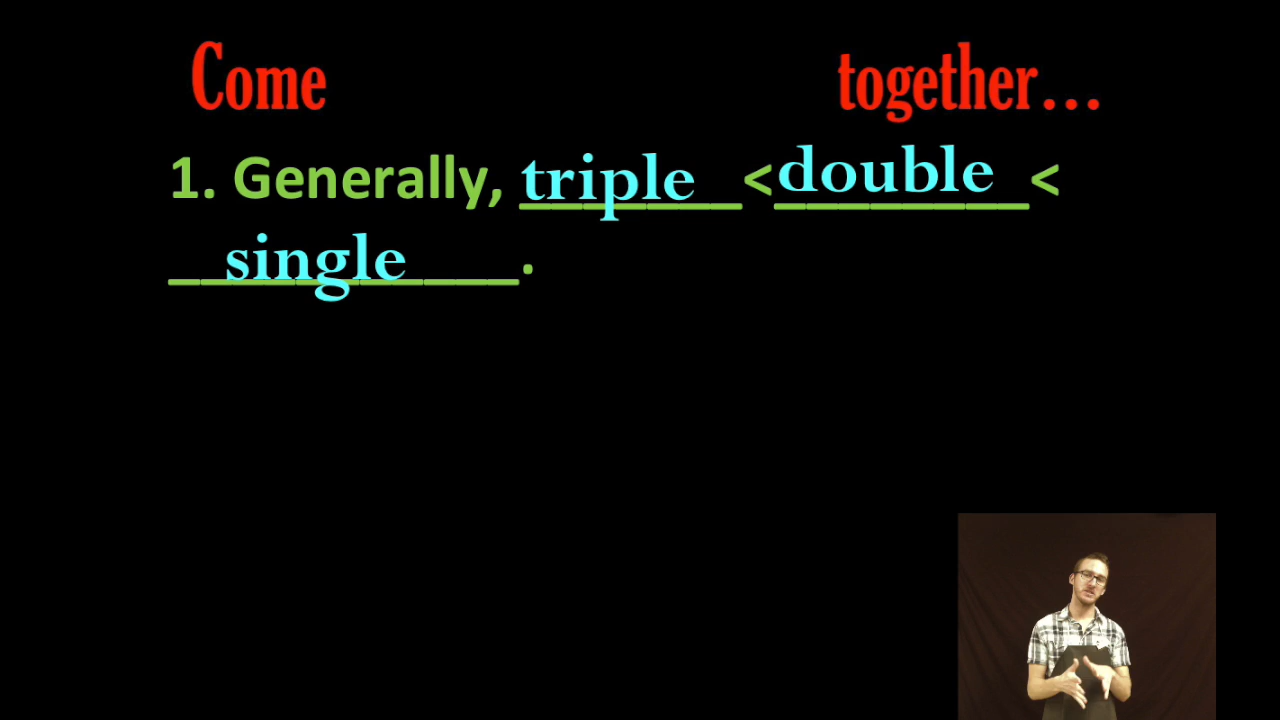 Come together...
1. Generally, triple < double <
single.